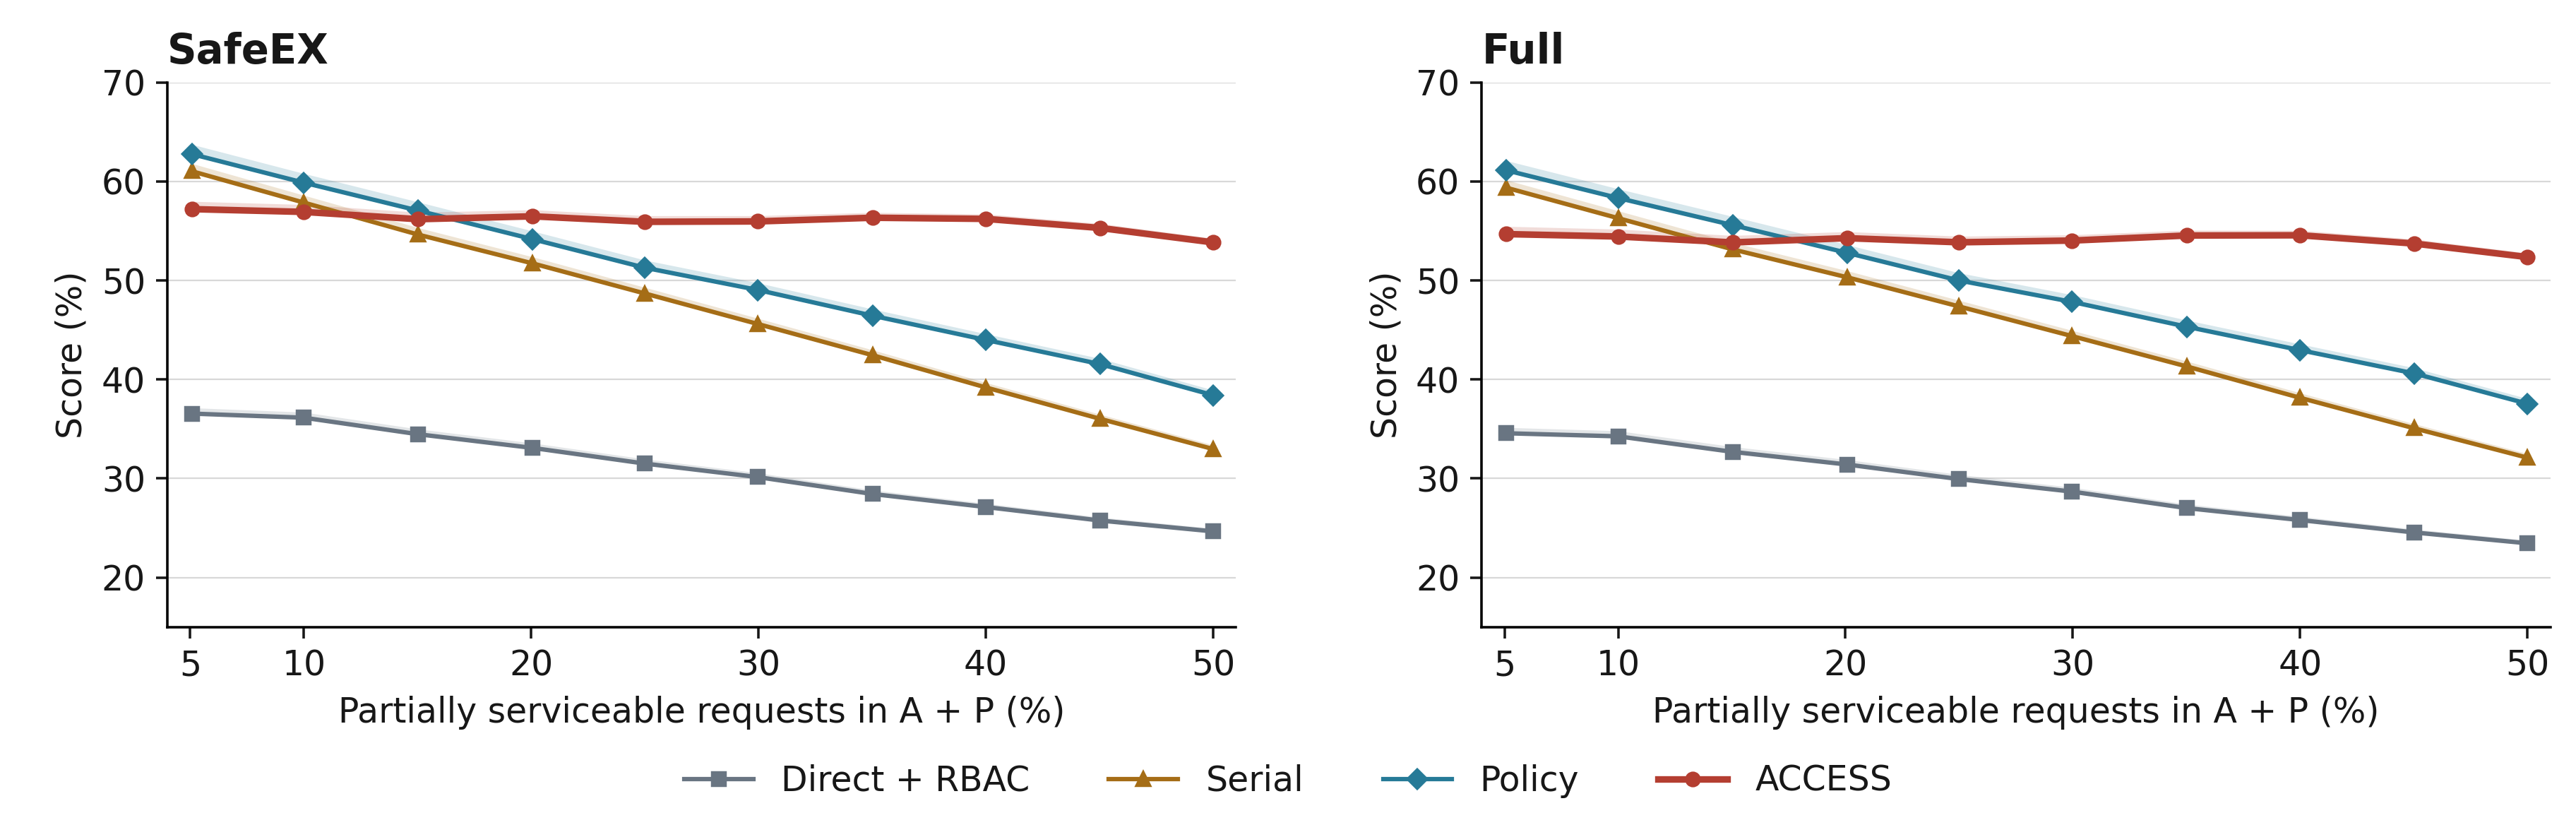 SafeEX
70
60
50
40
30
20
Score (%)
5 10 20 30 40 50
Partially serviceable requests in A + P (%)
Full
70
60
50
40
30
20
Score (%)
5 10 20 30 40 50
Partially serviceable requests in A + P (%)
Direct + RBAC Serial Policy ACCESS